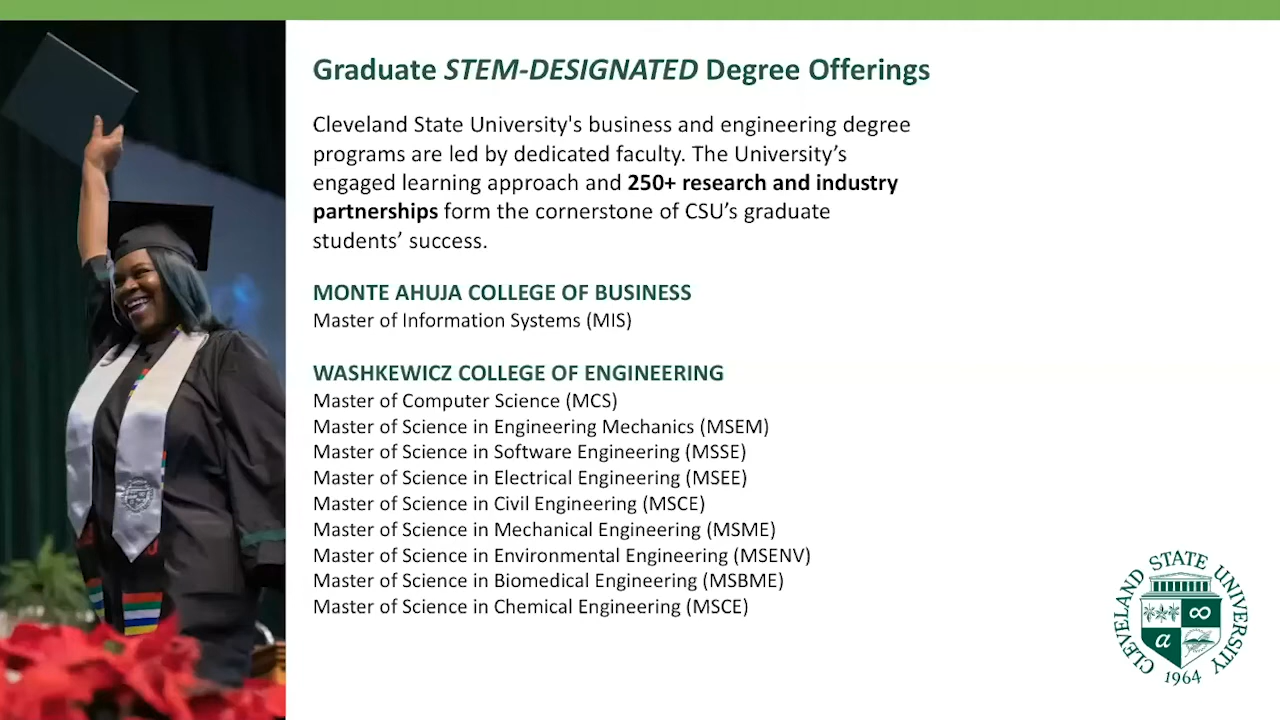 Graduate STEM-DESIGNATED Degree Offerings
Cleveland State University's business and engineering degree
programs are led by dedicated faculty. The University’s
engaged learning approach and 250+ research and industry
partnerships form the cornerstone of CSU’s graduate
students’ success.
MONTE AHUJA COLLEGE OF BUSINESS
Master of Information Systems (MIS)
WASHKEWICZ COLLEGE OF ENGINEERING
Master of Computer Science (MCS)
Master of Science in Engineering Mechanics (MSEM)
Master of Science in Software Engineering (MSSE)
Master of Science in Electrical Engineering (MSEE)
Master of Science in Civil Engineering (MSCE)
Master of Science in Mechanical Engineering (MSME)
Master of Science in Environmental Engineering (MSENV)
Master of Science in Biomedical Engineering (MSBME)
Master of Science in Chemical Engineering (MSCE)
CLEVELAND STATE UNIVERSITY
α ∞
1964